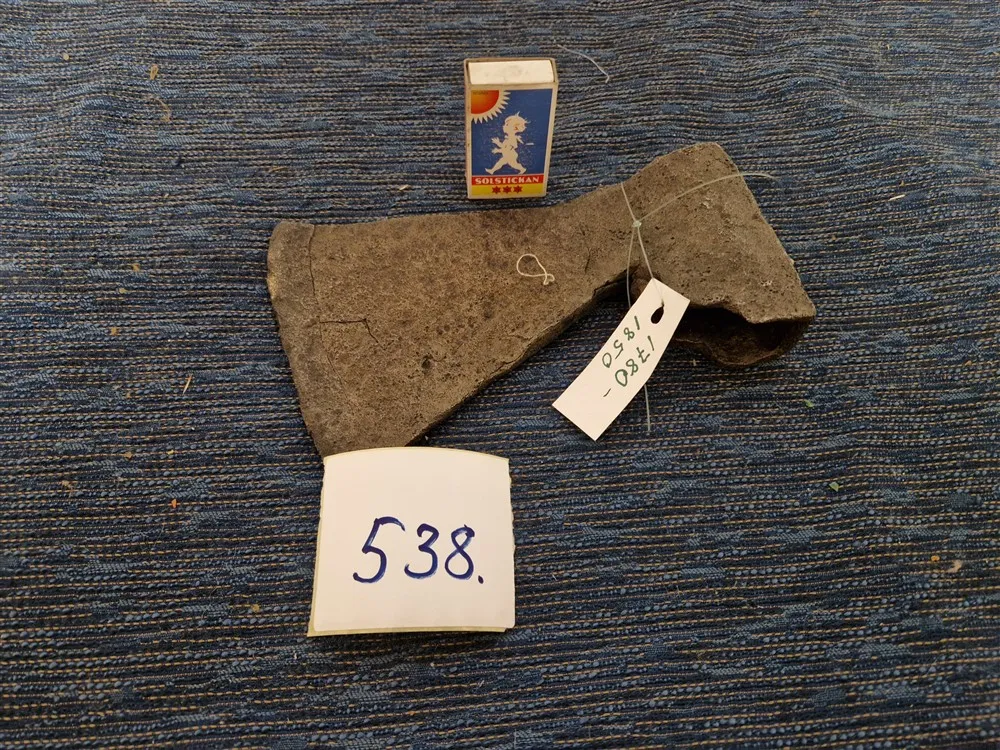 SOLSTICKAN
1780-
1850
538.